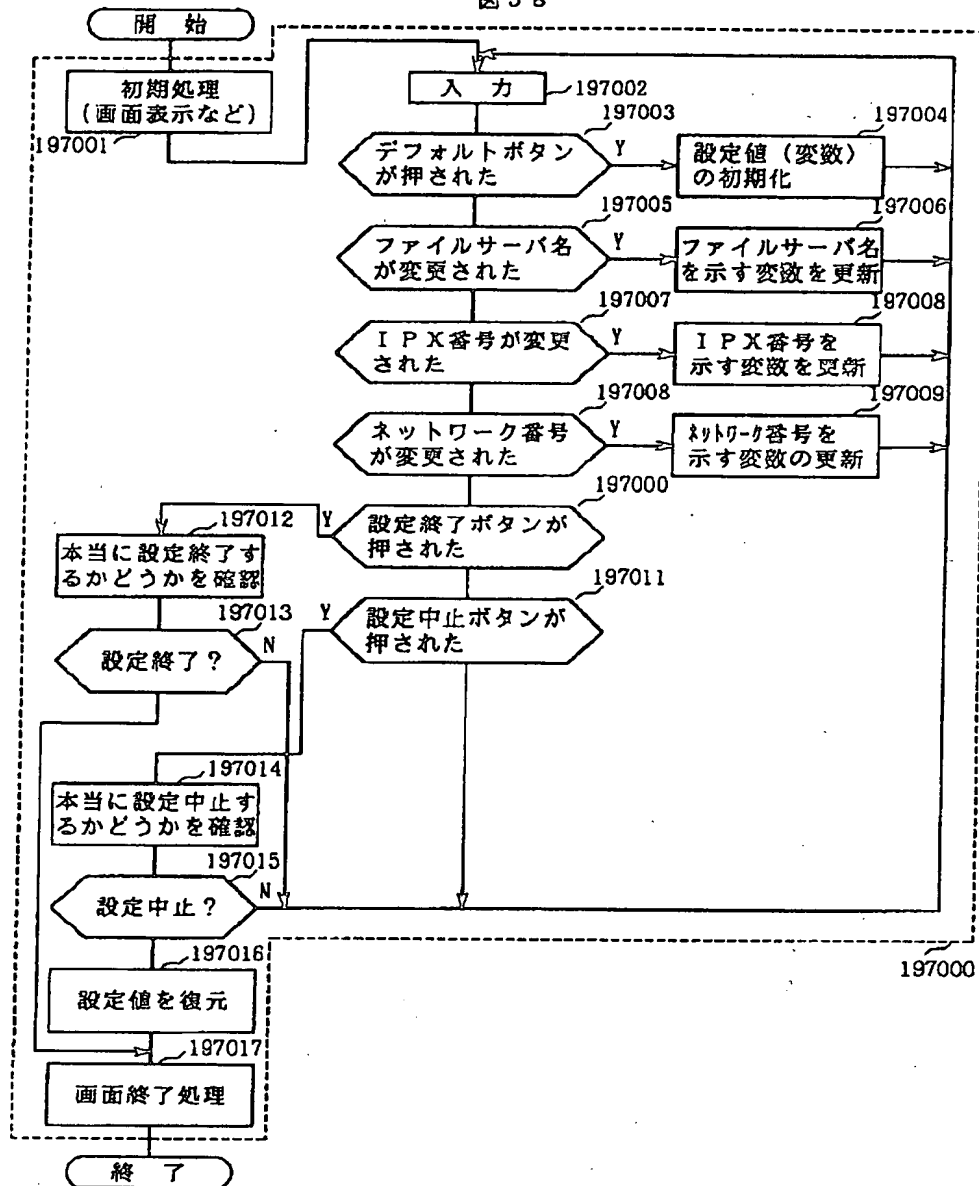 図58
開 始
初期処理
(画面表示など)
197001
入 力
197002
197003
デフォルトボタン
が押された
Y
197004
設定値(変数)
の初期化
197005
ファイルサーバ名
が変更された
Y
197006
ファイルサーバ名
を示す変数を更新
197007
IPX番号が変更
された
Y
197008
IPX番号を
示す変数を更新
197008
ネットワーク番号
が変更された
Y
197009
ネットワーク番号を
示す変数の更新
197000
設定終了ボタンが
押された
Y
197012
本当に設定終了す
るかどうかを確認
197011
設定中止ボタンが
押された
Y
197013
設定終了?
N
197014
本当に設定中止す
るかどうかを確認
197015
設定中止?
N
197016
設定値を復元
197017
画面終了処理
197000
終 了